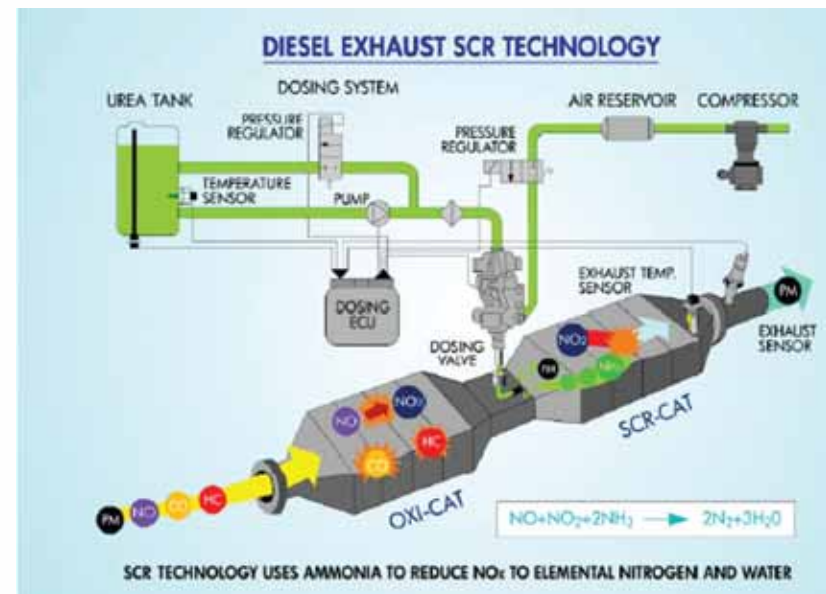 DIESEL EXHAUST SCR TECHNOLOGY
DOSING SYSTEM
UREA TANK
AIR RESERVOIR
COMPRESSOR
PRESSURE
REGULATOR
PRESSURE
REGULATOR
TEMPERATURE
SENSOR
PUMP
EXHAUST TEMP.
SENSOR
DOSING
ECU
PM
EXHAUST
SENSOR
DOSING
VALVE
NO₂
PM
NH₃
SCR-CAT
NO
NO₂
CO
HC
PM
NO
CO
HC
OXI-CAT
NO+NO₂+2NH₃ → 2N₂+3H₂0
SCR TECHNOLOGY USES AMMONIA TO REDUCE NOx TO ELEMENTAL NITROGEN AND WATER